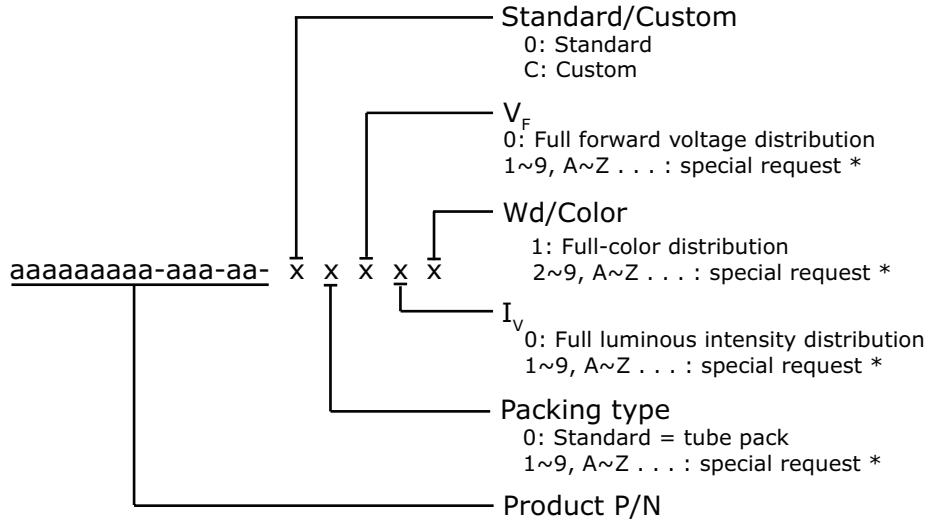 Standard/Custom
0: Standard
C: Custom
VF
0: Full forward voltage distribution
1~9, A~Z . . . : special request *
Wd/Color
1: Full-color distribution
2~9, A~Z . . . : special request *
aaaaaaaaa-aaa-aa- x x x x x
IV
0: Full luminous intensity distribution
1~9, A~Z . . . : special request *
Packing type
0: Standard = tube pack
1~9, A~Z . . . : special request *
Product P/N